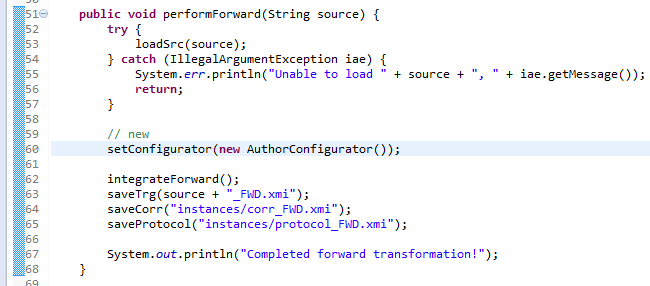 51 public void performForward(String source) {
52 try {
53 loadSrc(source);
54 } catch (IllegalArgumentException iae) {
55 System.err.println("Unable to load " + source + ", " + iae.getMessage());
56 return;
57 }
58
59 // new
60 setConfigurator(new AuthorConfigurator());
61
62 integrateForward();
63 saveTrg(source + "_FWD.xmi");
64 saveCorr("instances/corr_FWD.xmi");
65 saveProtocol("instances/protocol_FWD.xmi");
66
67 System.out.println("Completed forward transformation!");
68 }
69